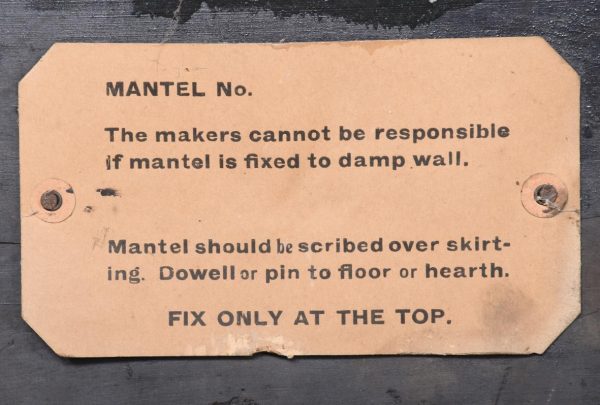 MANTEL No.
The makers cannot be responsible
if mantel is fixed to damp wall.
Mantel should be scribed over skirt-
ing. Dowell or pin to floor or hearth.
FIX ONLY AT THE TOP.